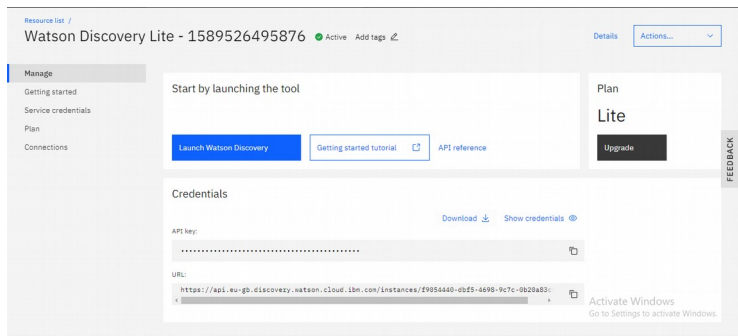 Resource list /
Watson Discovery Lite - 1589526495876 Active Add tags
Details Actions...
Manage
Getting started
Service credentials
Plan
Connections
Start by launching the tool
Launch Watson Discovery Getting started tutorial API reference
Plan
Lite
Upgrade
FEEDBACK
Credentials
Download Show credentials
API key:
URL:
https://api.eu-gb.discovery.watson.cloud.ibm.com/instances/f9054440-dbf5-4698-9c7c-0b20a83c
Activate Windows
Go to Settings to activate Windows.